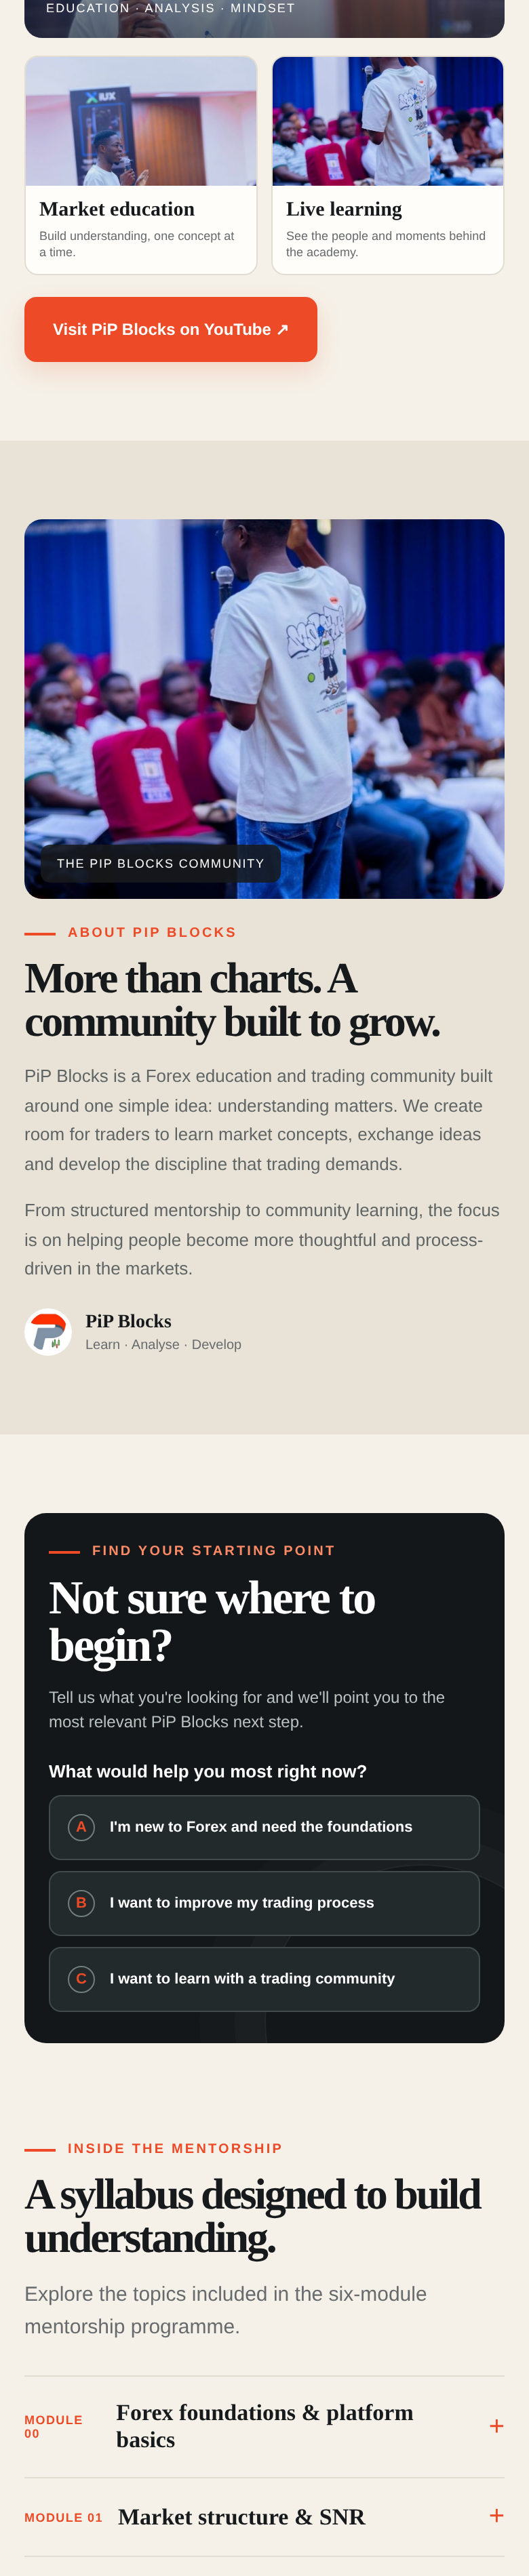 EDUCATION · ANALYSIS · MINDSET
IUX
Market education
Build understanding, one concept at
a time.
Live learning
See the people and moments behind
the academy.
Visit PiP Blocks on YouTube ↗
THE PIP BLOCKS COMMUNITY
ABOUT PIP BLOCKS
More than charts. A
community built to grow.
PiP Blocks is a Forex education and trading community built
around one simple idea: understanding matters. We create
room for traders to learn market concepts, exchange ideas
and develop the discipline that trading demands.
From structured mentorship to community learning, the focus
is on helping people become more thoughtful and process-
driven in the markets.
PiP Blocks
Learn · Analyse · Develop
FIND YOUR STARTING POINT
Not sure where to
begin?
Tell us what you're looking for and we'll point you to the
most relevant PiP Blocks next step.
What would help you most right now?
A I'm new to Forex and need the foundations
B I want to improve my trading process
C I want to learn with a trading community
INSIDE THE MENTORSHIP
A syllabus designed to build
understanding.
Explore the topics included in the six-module
mentorship programme.
MODULE
00
Forex foundations & platform
basics
+
MODULE 01 Market structure & SNR +